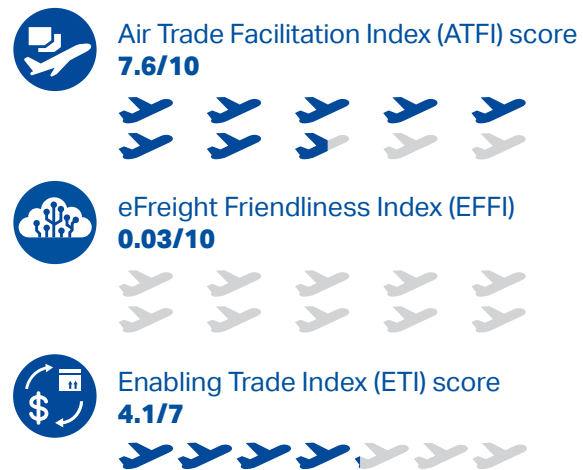 Air Trade Facilitation Index (ATFI) score
7.6/10
eFreight Friendliness Index (EFFI)
0.03/10
$
Enabling Trade Index (ETI) score
4.1/7